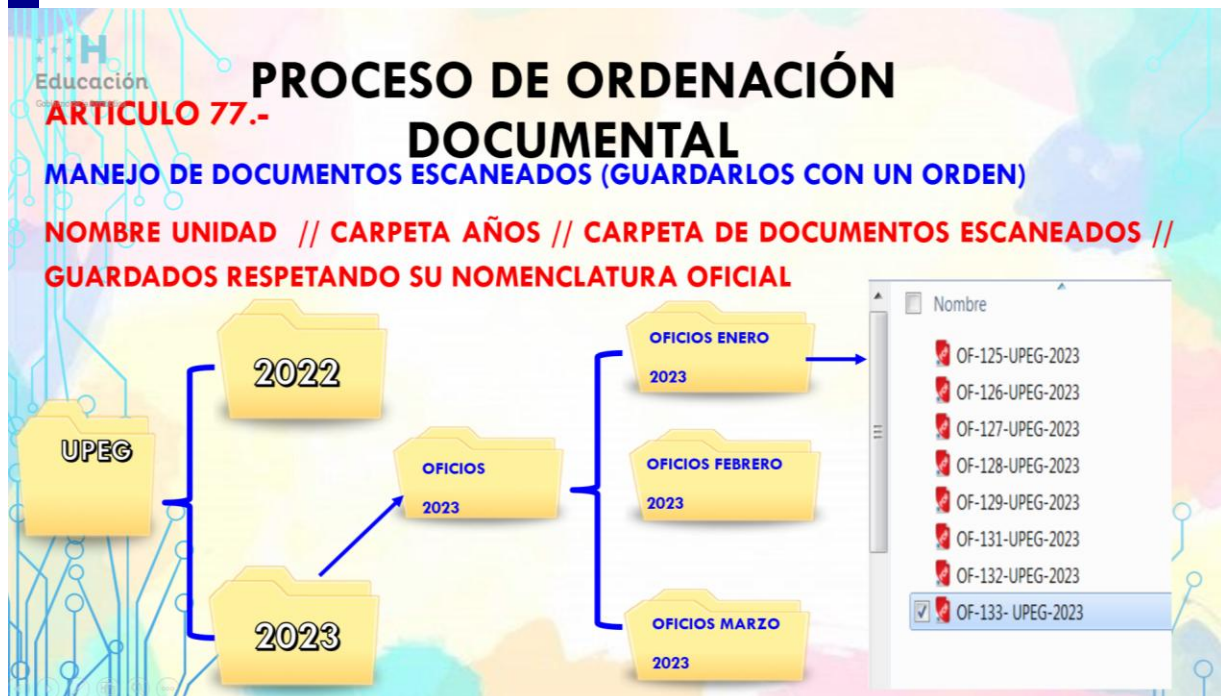 H
Educación
PROCESO DE ORDENACIÓN
DOCUMENTAL
ARTICULO 77.-
MANEJO DE DOCUMENTOS ESCANEADOS (GUARDARLOS CON UN ORDEN)
NOMBRE UNIDAD // CARPETA AÑOS // CARPETA DE DOCUMENTOS ESCANEADOS //
GUARDADOS RESPETANDO SU NOMENCLATURA OFICIAL
UPEG
2022
2023
OFICIOS
2023
OFICIOS ENERO
2023
OFICIOS FEBRERO
2023
OFICIOS MARZO
2023
Nombre
OF-125-UPEG-2023
OF-126-UPEG-2023
OF-127-UPEG-2023
OF-128-UPEG-2023
OF-129-UPEG-2023
OF-131-UPEG-2023
OF-132-UPEG-2023
OF-133- UPEG-2023